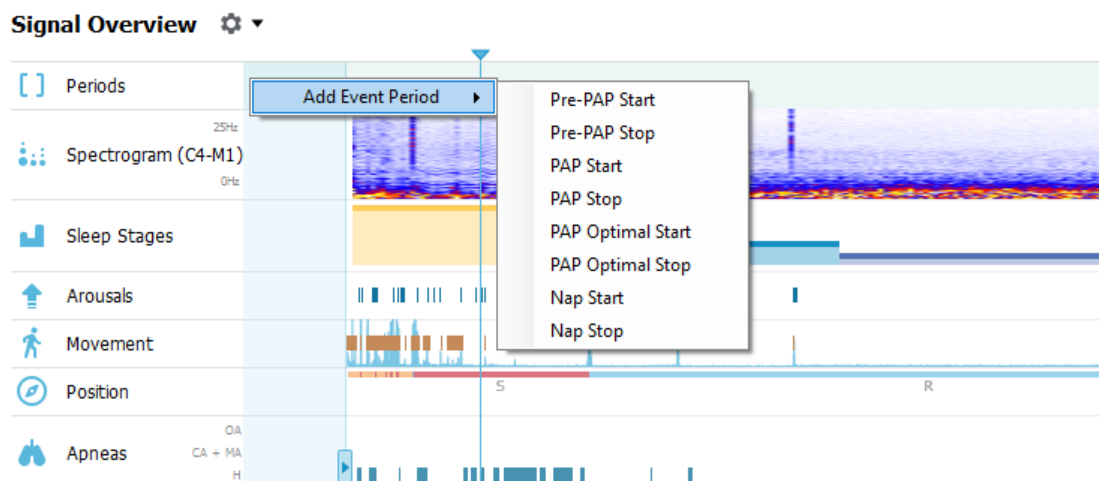 Signal Overview
Periods
Add Event Period
Pre-PAP Start
Pre-PAP Stop
PAP Start
PAP Stop
PAP Optimal Start
PAP Optimal Stop
Nap Start
Nap Stop
25Hz
Spectrogram (C4-M1)
0Hz
Sleep Stages
Arousals
Movement
Position
S
R
OA
Apneas
CA + MA
H